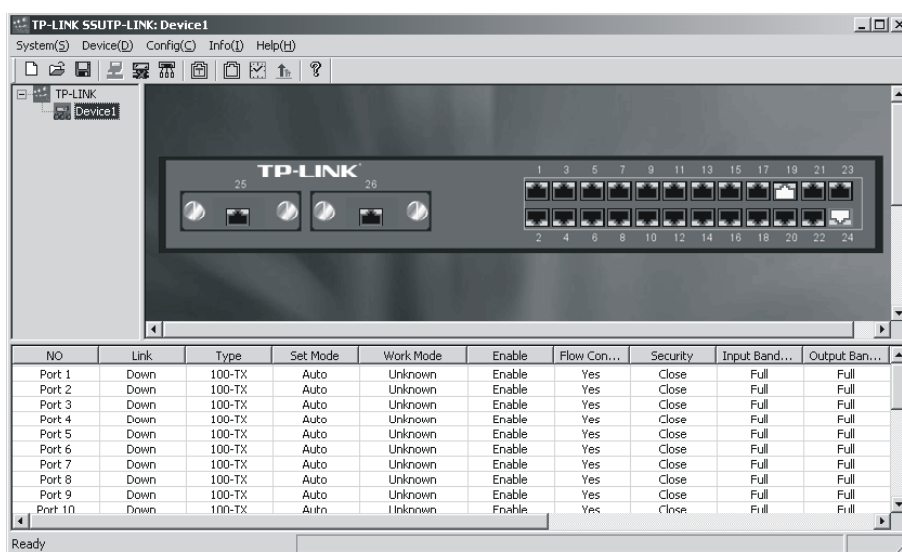 TP-LINK SSUTP-LINK: Device1
System(S) Device(D) Config(C) Info(I) Help(H)
TP-LINK
Device1
TP-LINK
25 26
1 3 5 7 9 11 13 15 17 19 21 23
2 4 6 8 10 12 14 16 18 20 22 24
NO Link Type Set Mode Work Mode Enable Flow Con... Security Input Band... Output Ban...
Port 1 Down 100-TX Auto Unknown Enable Yes Close Full Full
Port 2 Down 100-TX Auto Unknown Enable Yes Close Full Full
Port 3 Down 100-TX Auto Unknown Enable Yes Close Full Full
Port 4 Down 100-TX Auto Unknown Enable Yes Close Full Full
Port 5 Down 100-TX Auto Unknown Enable Yes Close Full Full
Port 6 Down 100-TX Auto Unknown Enable Yes Close Full Full
Port 7 Down 100-TX Auto Unknown Enable Yes Close Full Full
Port 8 Down 100-TX Auto Unknown Enable Yes Close Full Full
Port 9 Down 100-TX Auto Unknown Enable Yes Close Full Full
Port 10 Down 100-TX Auto Unknown Enable Yes Close Full Full
Ready